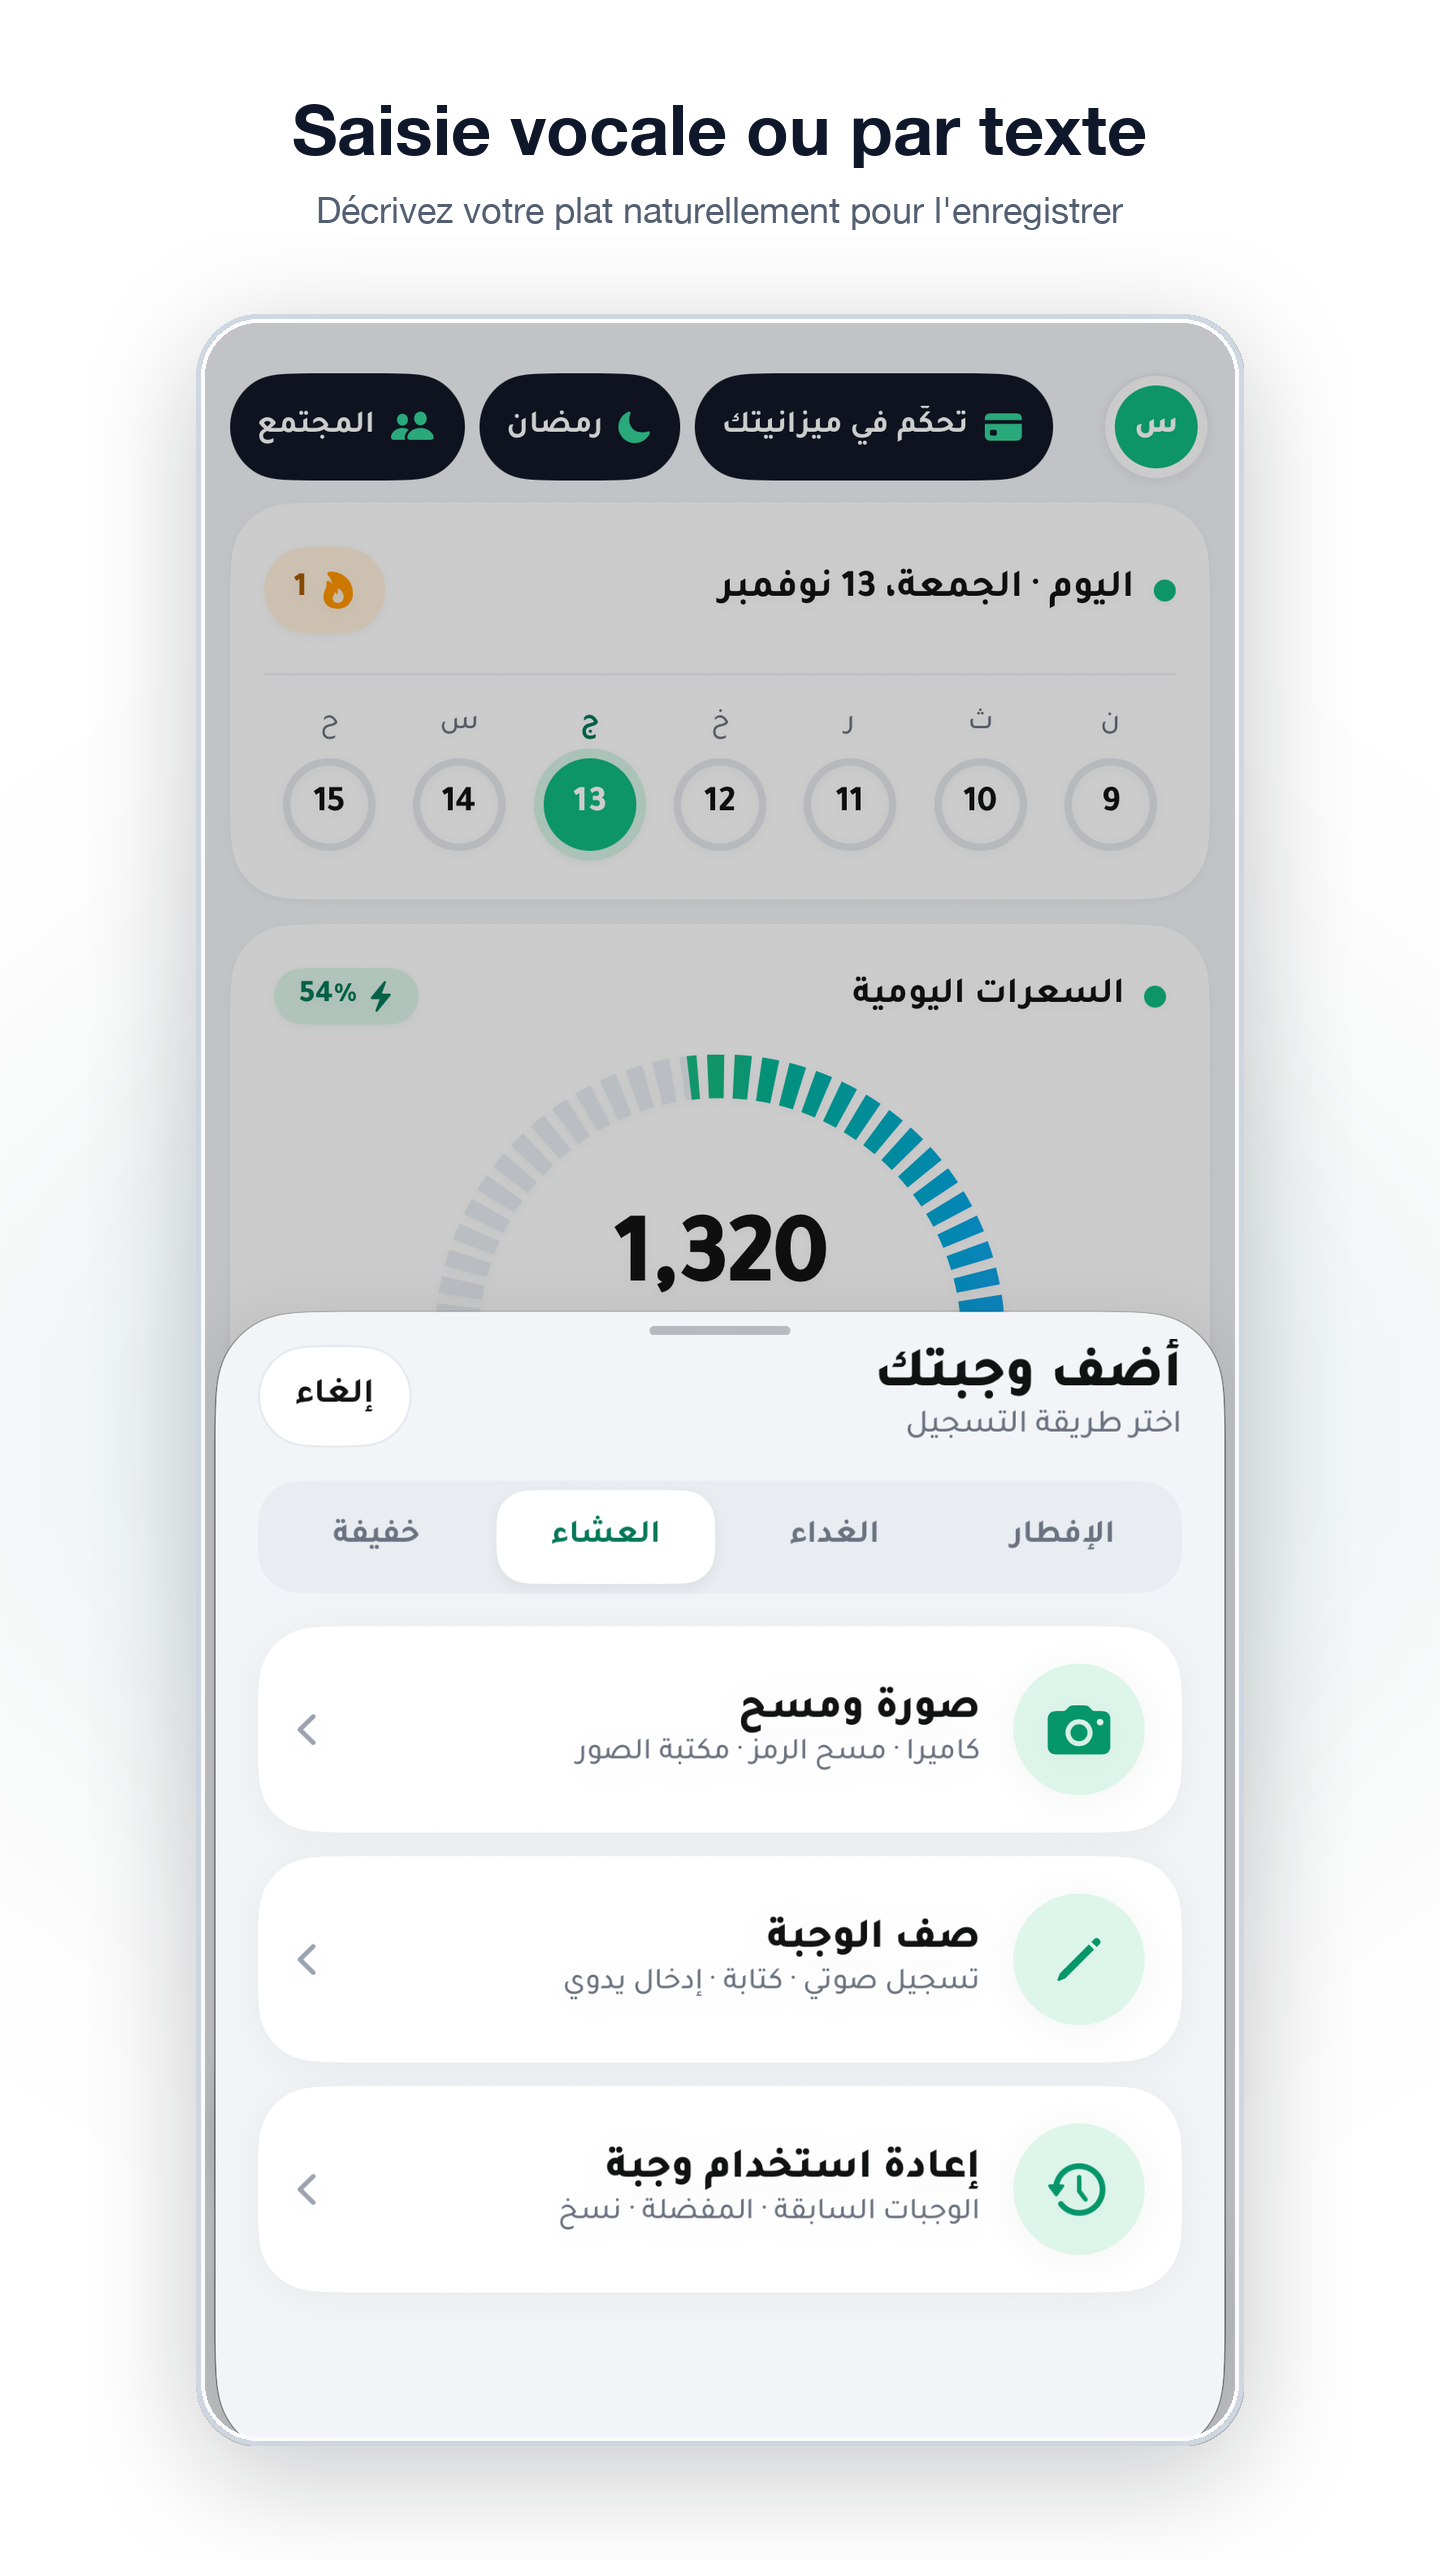 Saisie vocale ou par texte
Décrivez votre plat naturellement pour l'enregistrer
س
تحكّم في ميزانيتك
رمضان
المجتمع
اليوم · الجمعة، 13 نوفمبر
1
ن ث ر خ ج س ح
9 10 11 12 13 14 15
السعرات اليومية
54%
1,320
أضف وجبتك
اختر طريقة التسجيل
إلغاء
الإفطار الغداء العشاء خفيفة
صورة ومسح
كاميرا · مسح الرمز · مكتبة الصور
صف الوجبة
تسجيل صوتي · كتابة · إدخال يدوي
إعادة استخدام وجبة
الوجبات السابقة · المفضلة · نسخ